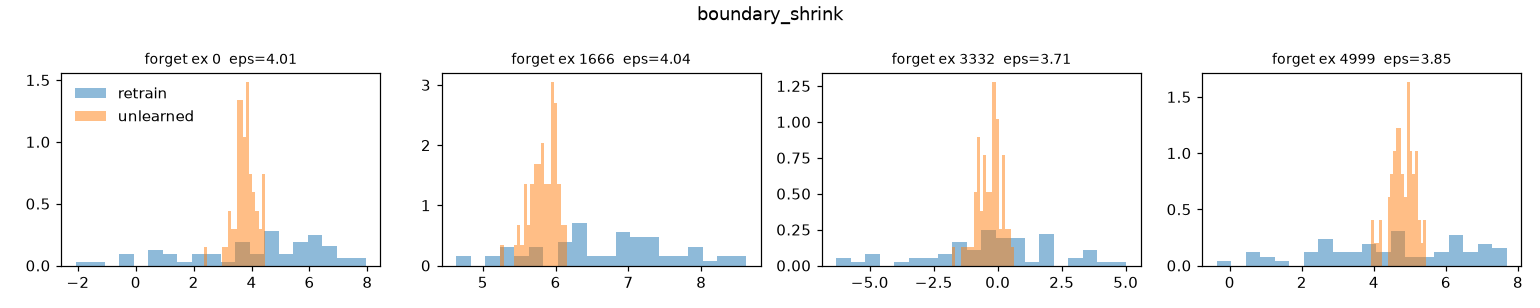 boundary_shrink
forget ex 0  eps=4.01
forget ex 1666  eps=4.04
forget ex 3332  eps=3.71
forget ex 4999  eps=3.85
retrain
unlearned
1.5
1.0
0.5
0.0
−2 0 2 4 6 8
3
2
1
0
5 6 7 8
1.25
1.00
0.75
0.50
0.25
0.00
−5.0 −2.5 0.0 2.5 5.0
1.5
1.0
0.5
0.0
0 2 4 6 8